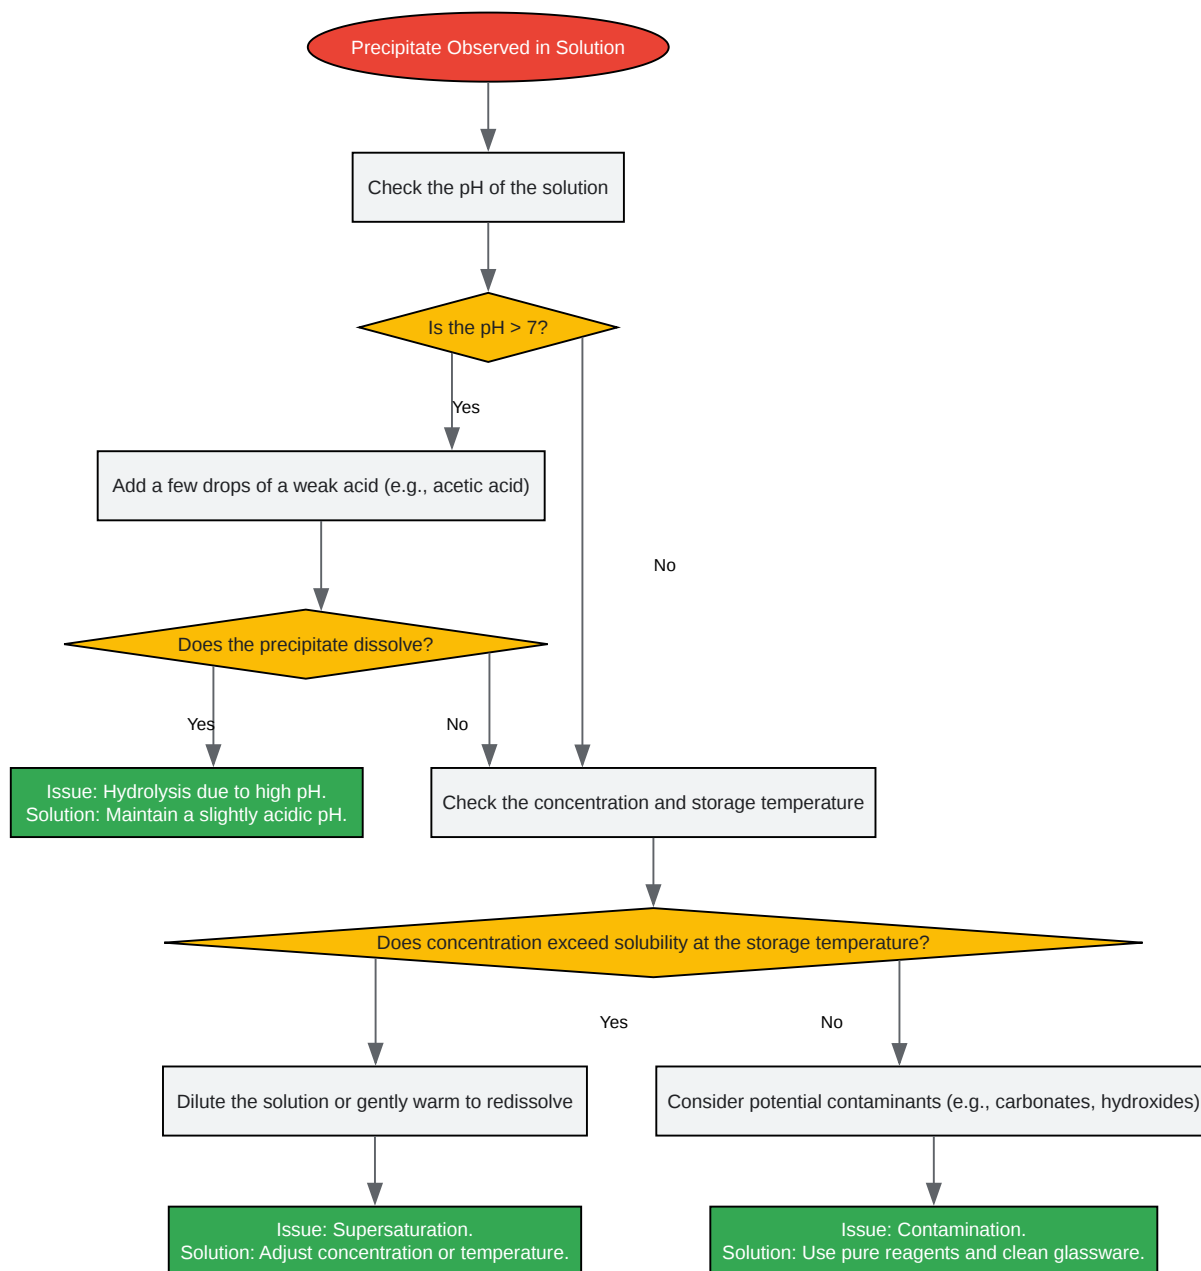 Precipitate Observed in Solution
Check the pH of the solution
Is the pH > 7?
Yes
Add a few drops of a weak acid (e.g., acetic acid)
No
Does the precipitate dissolve?
Yes
No
Issue: Hydrolysis due to high pH.
Solution: Maintain a slightly acidic pH.
Check the concentration and storage temperature
Does concentration exceed solubility at the storage temperature?
Yes
No
Dilute the solution or gently warm to redissolve
Consider potential contaminants (e.g., carbonates, hydroxides)
Issue: Supersaturation.
Solution: Adjust concentration or temperature.
Issue: Contamination.
Solution: Use pure reagents and clean glassware.